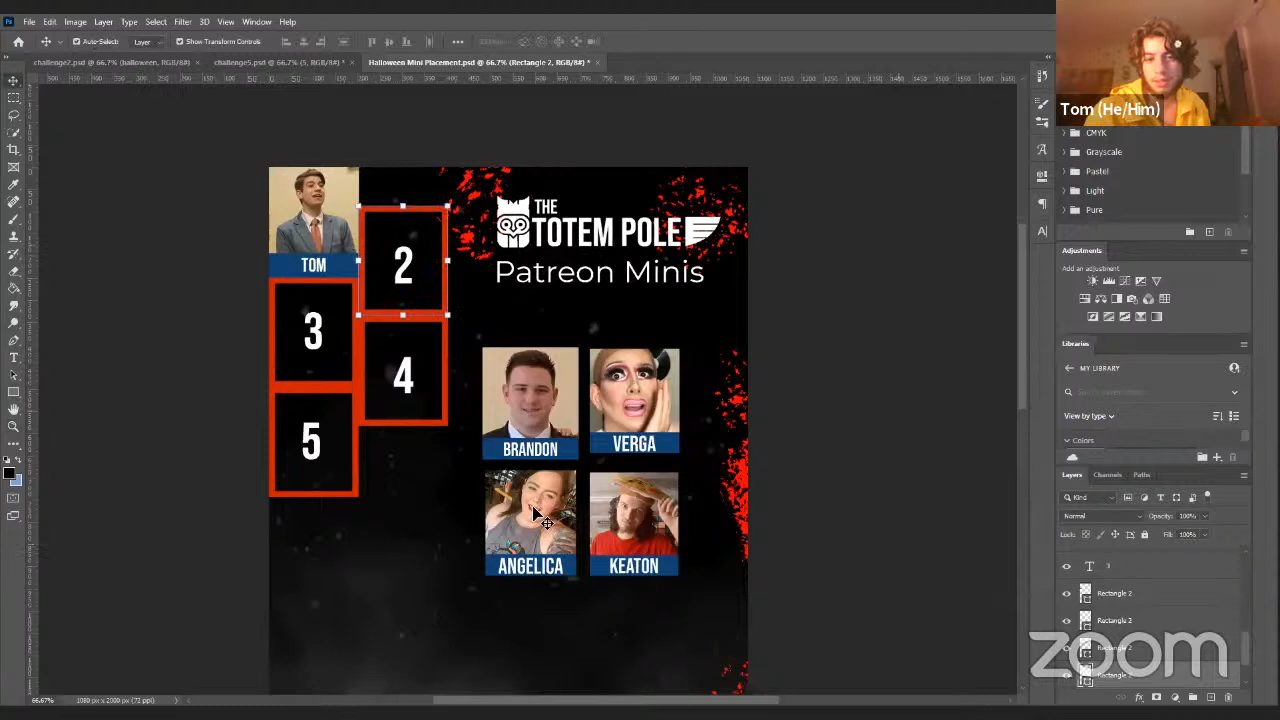 File Edit Image Layer Type Select Filter 3D View Window Help
Auto-Select: Layer Show Transform Controls
challenge2.psd @ 66.7% (balloween, RGB/8#) × challenge5.psd @ 66.7% (5, RGB/8#) * × Halloween Mini Placement.psd @ 66.7% (Rectangle 2, RGB/8#) * ×
Tom (He/Him)
CMYK
Grayscale
Pastel
Light
Pure
Adjustments
Add an adjustment
Libraries
MY LIBRARY
View by type
Colors
Layers Channels Paths
Kind
Normal Opacity: 100%
Lock: Fill: 100%
T 3
Rectangle 2
Rectangle 2
Rectangle 2
THE
TOTEM POLE
Patreon Minis
TOM
2
3
4
5
BRANDON
VERGA
ANGELICA
KEATON
66.67% 1080 px x 2000 px (72 ppi)
zoom